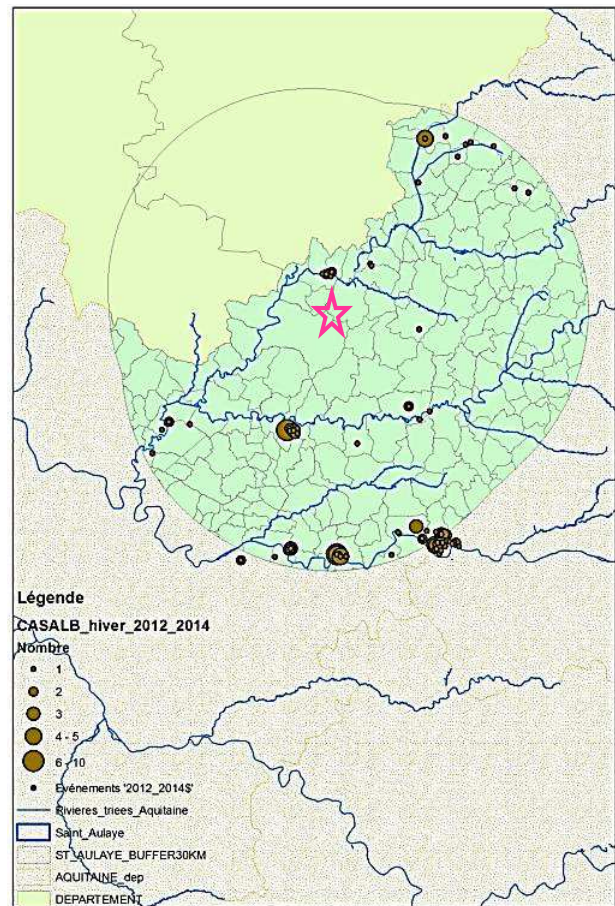 Légende
CASALB_hiver_2012_2014
Nombre
1
2
3
4 - 5
6 - 10
Evénements '2012_2014$'
Rivieres_triees_Aquitaine
Saint_Aulaye
ST_AULAYE_BUFFER30KM
AQUITAINE_dep
DEPARTEMENT